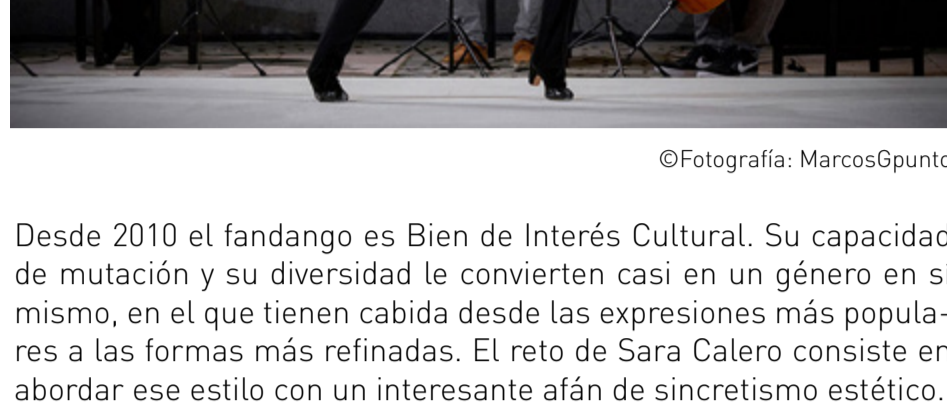 ©Fotografía: MarcosGpunto
Desde 2010 el fandango es Bien de Interés Cultural. Su capacidad
de mutación y su diversidad le convierten casi en un género en sí
mismo, en el que tienen cabida desde las expresiones más popula-
res a las formas más refinadas. El reto de Sara Calero consiste en
abordar ese estilo con un interesante afán de sincretismo estético.